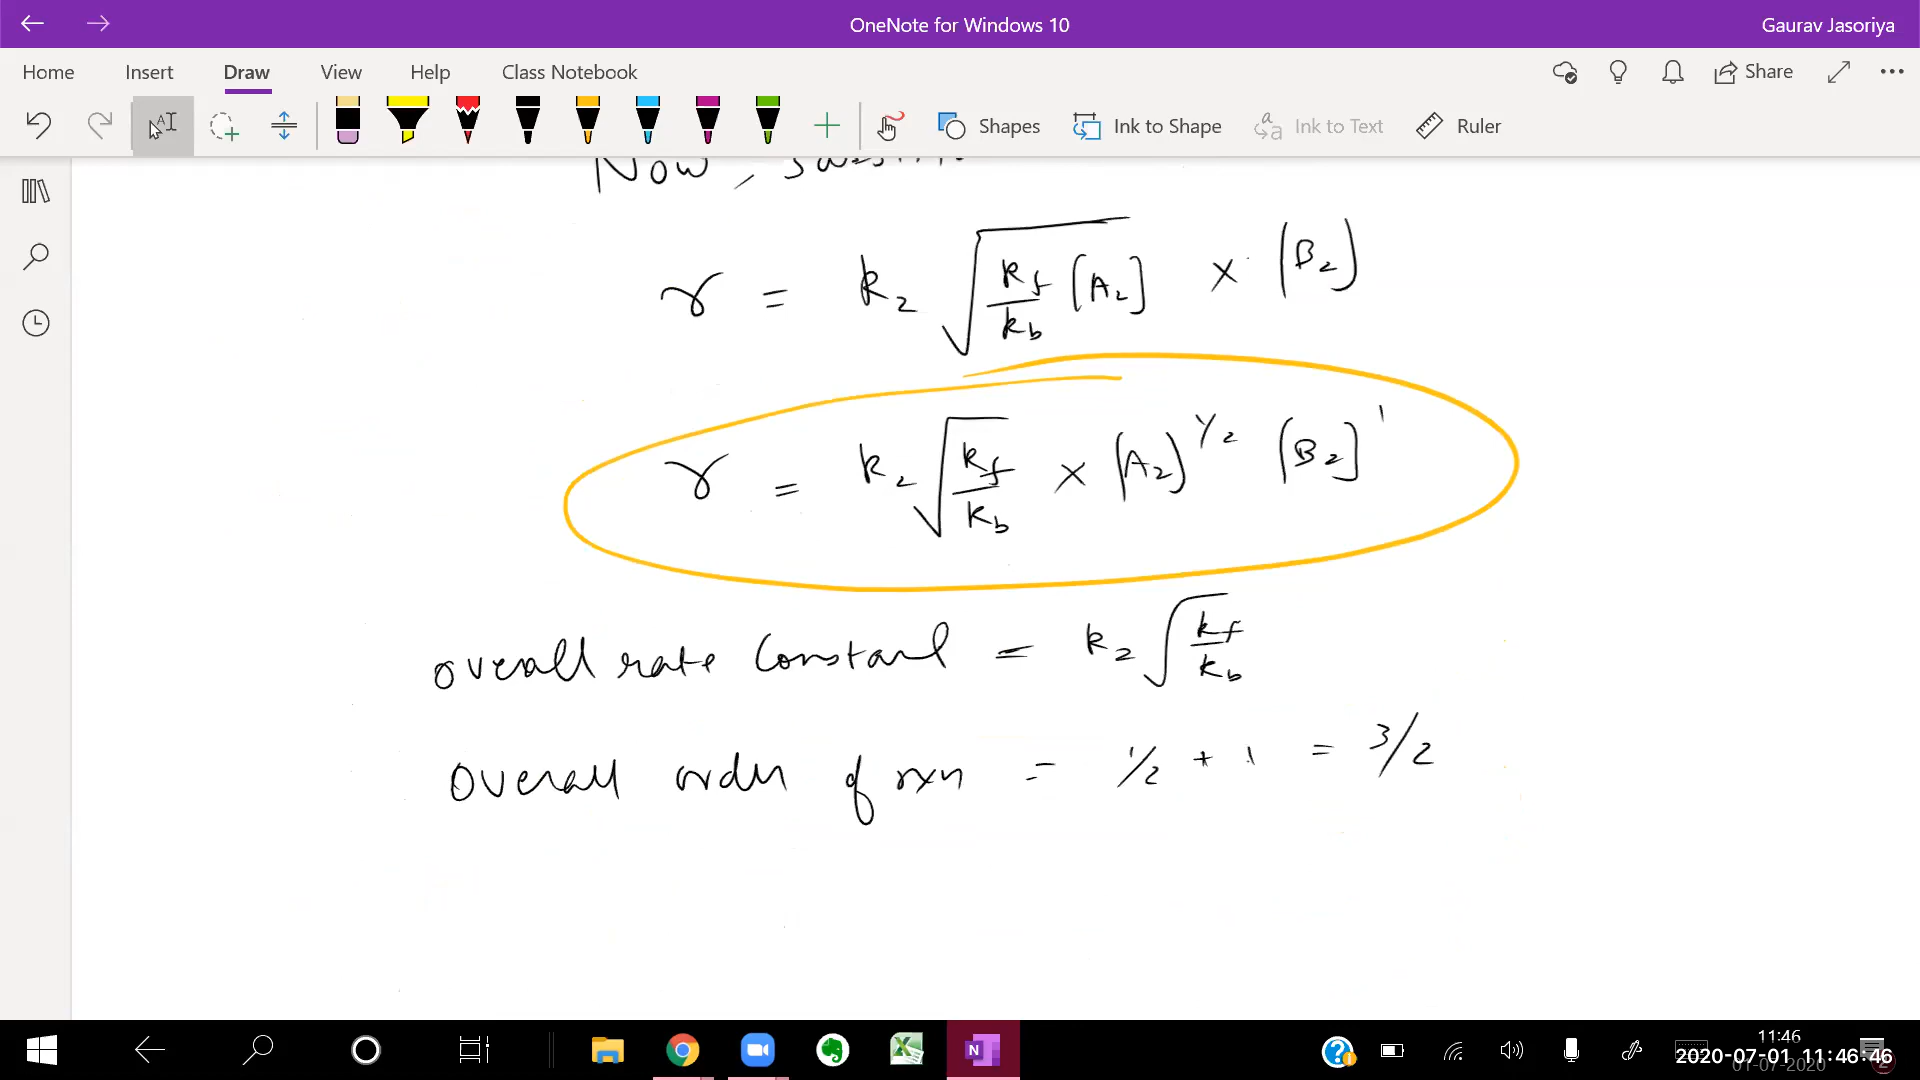 OneNote for Windows 10
Gaurav Jasoriya
Home Insert Draw View Help Class Notebook Share
Shapes Ink to Shape Ink to Text Ruler
Now,
r = k₂ √(kf/kb [A₂]) × [B₂]
r = k₂ √(kf/kb) × [A₂]^1/2 [B₂]^1
overall rate constant = k₂ √(kf/kb)
overall order of rxn = 1/2 + 1 = 3/2
11:46
2020-07-01 11:46:46
01-07-2020